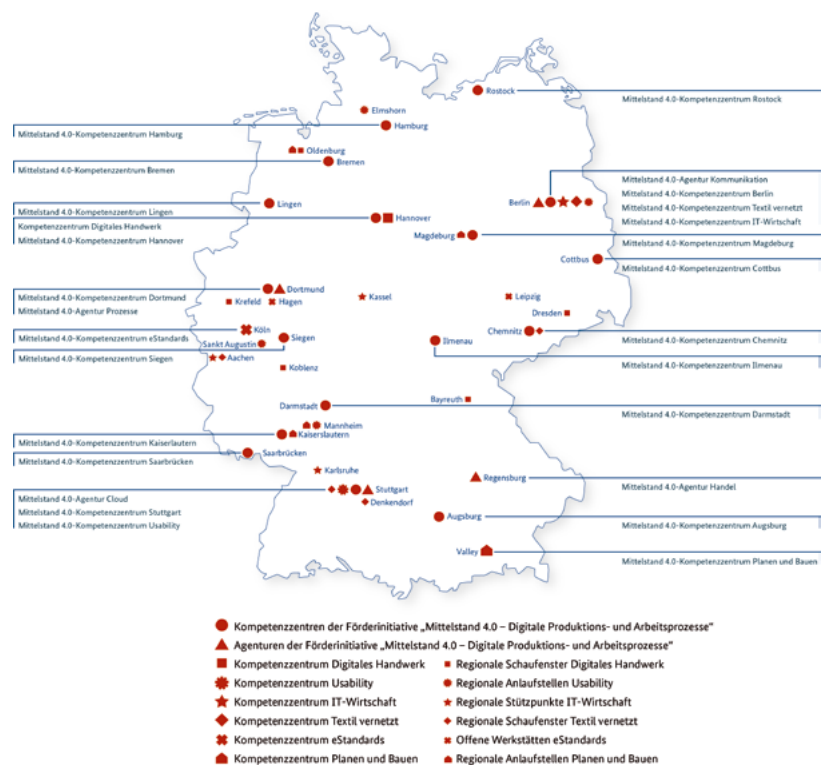 Rostock
Mittelstand 4.0-Kompetenzzentrum Rostock
Elmshorn
Hamburg
Mittelstand 4.0-Kompetenzzentrum Hamburg
Oldenburg
Bremen
Mittelstand 4.0-Kompetenzzentrum Bremen
Mittelstand 4.0-Agentur Kommunikation
Mittelstand 4.0-Kompetenzzentrum Berlin
Mittelstand 4.0-Kompetenzzentrum Textil vernetzt
Mittelstand 4.0-Kompetenzzentrum IT-Wirtschaft
Berlin
Lingen
Mittelstand 4.0-Kompetenzzentrum Lingen
Hannover
Kompetenzzentrum Digitales Handwerk
Mittelstand 4.0-Kompetenzzentrum Hannover
Magdeburg
Mittelstand 4.0-Kompetenzzentrum Magdeburg
Cottbus
Mittelstand 4.0-Kompetenzzentrum Cottbus
Dortmund
Mittelstand 4.0-Kompetenzzentrum Dortmund
Mittelstand 4.0-Agentur Prozesse
Krefeld
Hagen
Kassel
Leipzig
Dresden
Köln
Mittelstand 4.0-Kompetenzzentrum eStandards
Siegen
Mittelstand 4.0-Kompetenzzentrum Siegen
Sankt Augustin
Aachen
Koblenz
Ilmenau
Chemnitz
Mittelstand 4.0-Kompetenzzentrum Chemnitz
Mittelstand 4.0-Kompetenzzentrum Ilmenau
Darmstadt
Bayreuth
Mittelstand 4.0-Kompetenzzentrum Darmstadt
Mannheim
Kaiserslautern
Mittelstand 4.0-Kompetenzzentrum Kaiserlautern
Saarbrücken
Mittelstand 4.0-Kompetenzzentrum Saarbrücken
Karlsruhe
Regensburg
Mittelstand 4.0-Agentur Handel
Stuttgart
Denkendorf
Mittelstand 4.0-Agentur Cloud
Mittelstand 4.0-Kompetenzzentrum Stuttgart
Mittelstand 4.0-Kompetenzzentrum Usability
Augsburg
Mittelstand 4.0-Kompetenzzentrum Augsburg
Valley
Mittelstand 4.0-Kompetenzzentrum Planen und Bauen
Kompetenzzentren der Förderinitiative „Mittelstand 4.0 – Digitale Produktions- und Arbeitsprozesse“
Agenturen der Förderinitiative „Mittelstand 4.0 – Digitale Produktions- und Arbeitsprozesse“
Kompetenzzentrum Digitales Handwerk
Regionale Schaufenster Digitales Handwerk
Kompetenzzentrum Usability
Regionale Anlaufstellen Usability
Kompetenzzentrum IT-Wirtschaft
Regionale Stützpunkte IT-Wirtschaft
Kompetenzzentrum Textil vernetzt
Regionale Schaufenster Textil vernetzt
Kompetenzzentrum eStandards
Offene Werkstätten eStandards
Kompetenzzentrum Planen und Bauen
Regionale Anlaufstellen Planen und Bauen